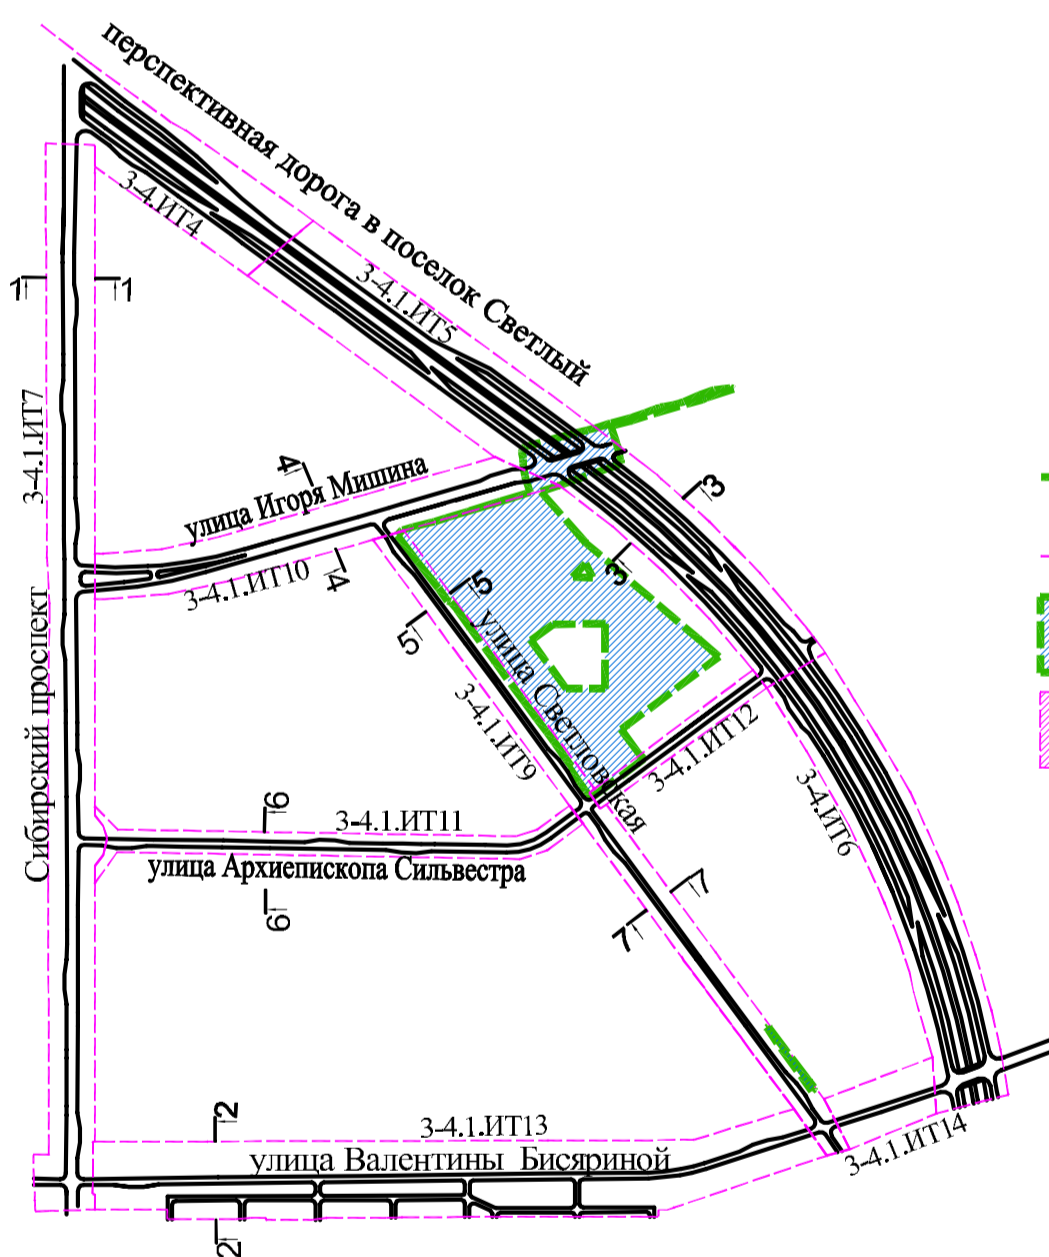 перспективная дорога в поселок Светлый
3-4.ИТ4
1
1
3-4.1.ИТ5
3-4.1.ИТ7
4
улица Игоря Мишина
3
3-4.1.ИТ10
4
3
5
5
улица Светловская
Сибирский проспект
3-4.1.ИТ9
3-4.1.ИТ12
3-4.ИТ6
6
3-4.1.ИТ11
улица Архиепископа Сильвестра
6
7
7
2
3-4.1.ИТ13
3-4.1.ИТ14
улица Валентины Бисяриной
2